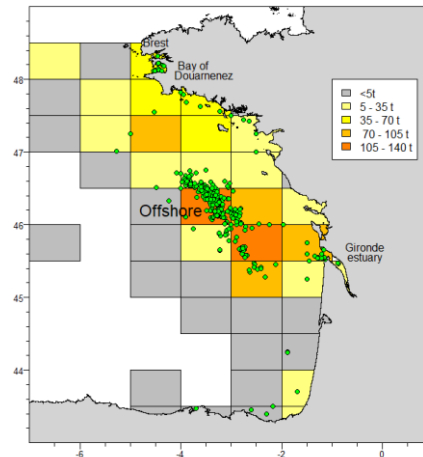 Brest
Bay of
Douarnenez
<5t
5 - 35 t
35 - 70 t
70 - 105 t
105 - 140 t
Offshore
Gironde
estuary
48
47
46
45
44
-6
-4
-2
0